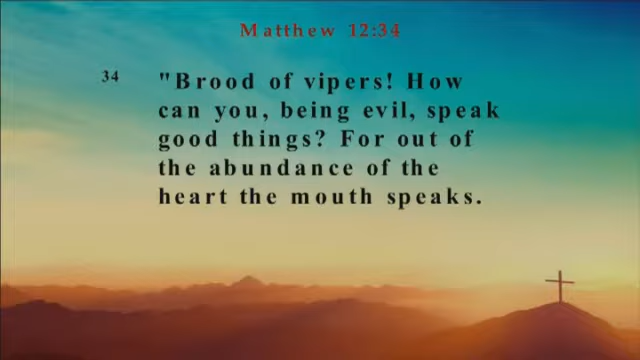 Matthew 12:34
34 "Brood of vipers! How
can you, being evil, speak
good things? For out of
the abundance of the
heart the mouth speaks.